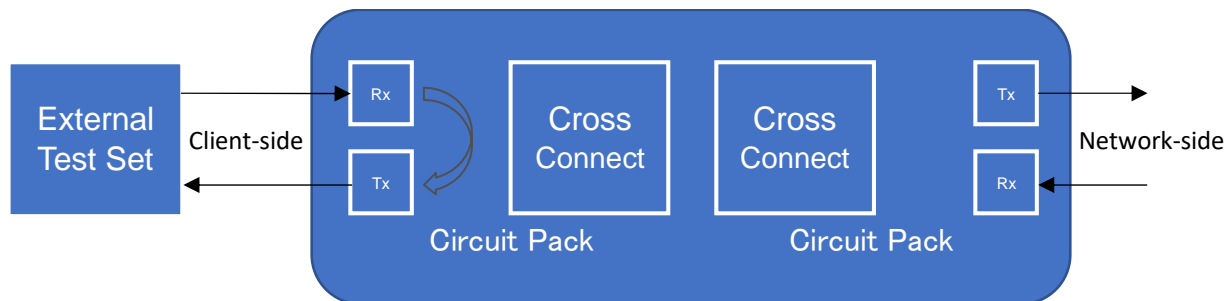 External
Test Set
Client-side
Rx
Tx
Cross
Connect
Circuit Pack
Cross
Connect
Circuit Pack
Tx
Rx
Network-side